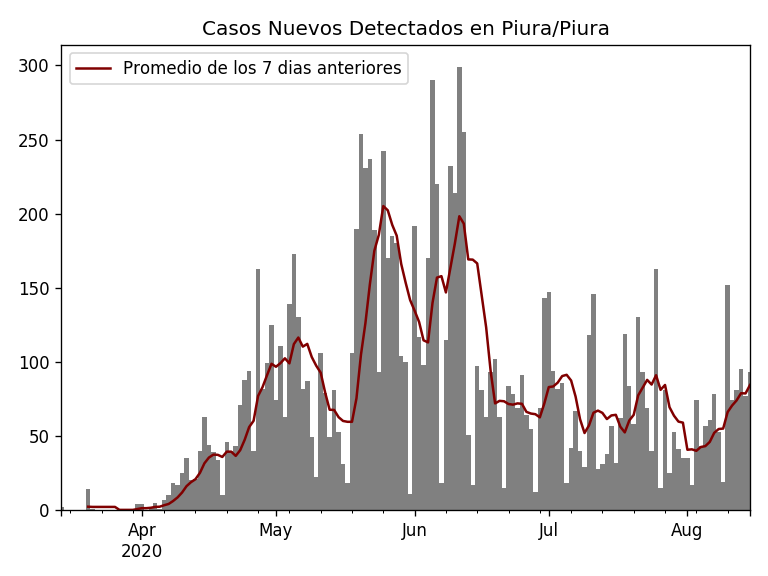 Casos Nuevos Detectados en Piura/Piura
Promedio de los 7 dias anteriores
300
250
200
150
100
50
0
Apr
2020
May
Jun
Jul
Aug